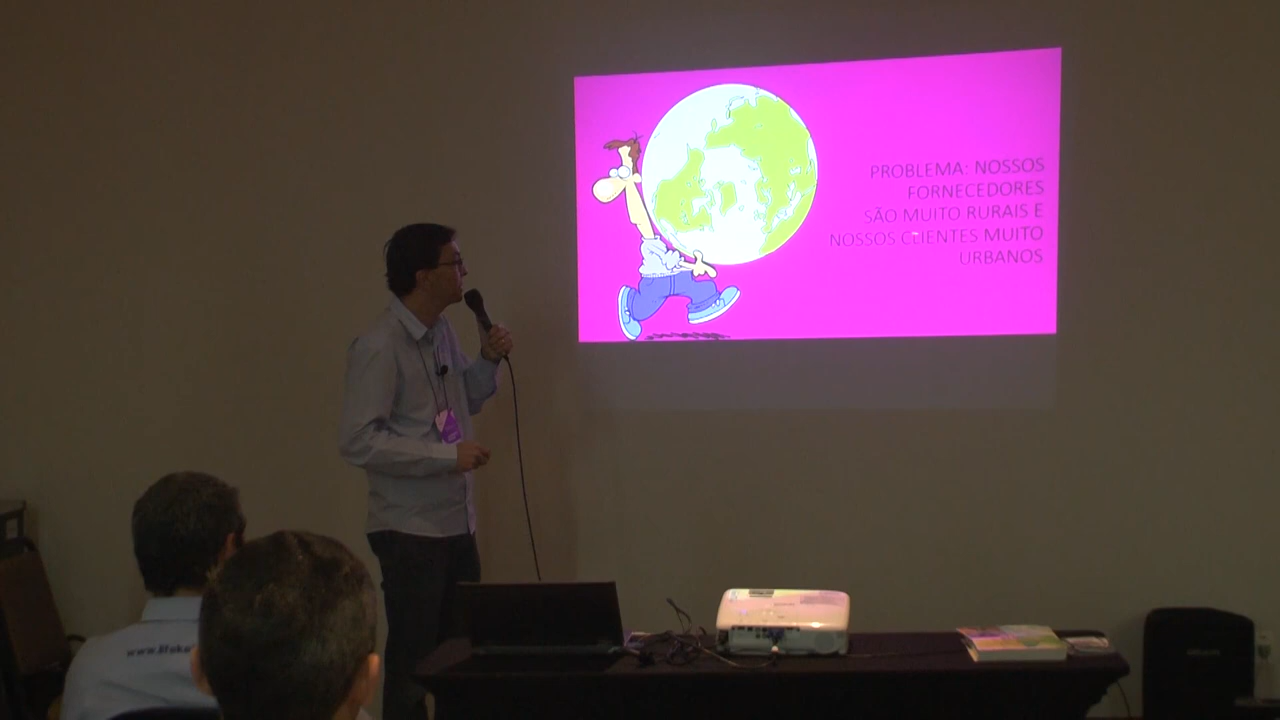 PROBLEMA: NOSSOS
FORNECEDORES
SÃO MUITO RURAIS E
NOSSOS CLIENTES MUITO
URBANOS